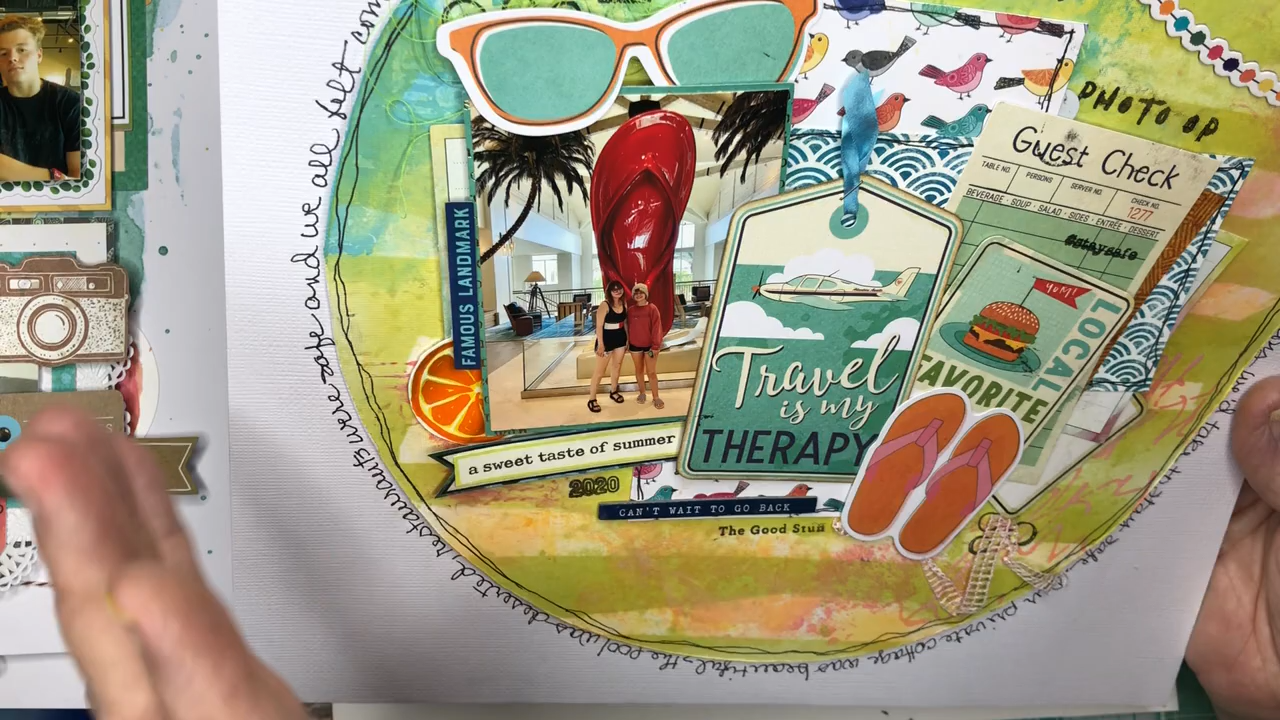 PHOTO OP
Guest Check
TABLE NO.
PERSONS
SERVER NO.
CHECK NO.
1277
BEVERAGE · SOUP · SALAD · SIDES · ENTRÉE · DESSERT
#staysafe
YUM!
LOCAL
FAVORITE
FAMOUS LANDMARK
Travel
is my
THERAPY
a sweet taste of summer
2020
CAN'T WAIT TO GO BACK
The Good Stuff
private cottage was beautiful, the pool was deserted, restaurants were safe and we all felt com